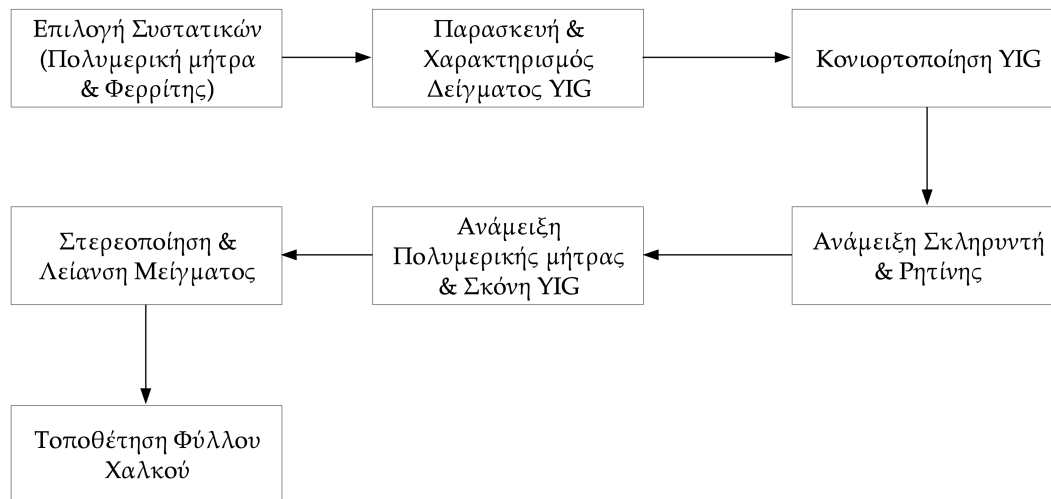 Επιλογή Συστατικών
(Πολυμερική μήτρα
& Φερρίτης)
Παρασκευή &
Χαρακτηρισμός
Δείγματος YIG
Κονιορτοποίηση YIG
Ανάμειξη Σκληρυντή
& Ρητίνης
Ανάμειξη
Πολυμερικής μήτρας
& Σκόνη YIG
Στερεοποίηση &
Λείανση Μείγματος
Τοποθέτηση Φύλλου
Χαλκού